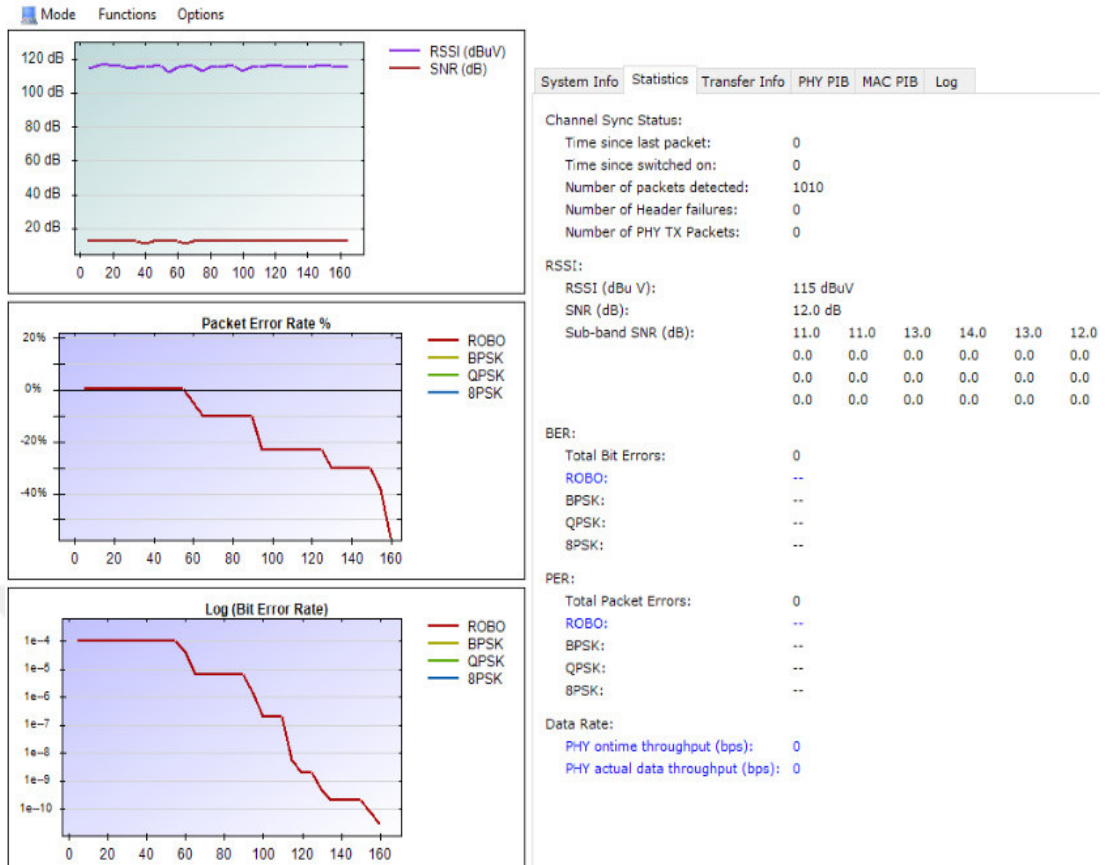 Mode Functions Options
120 dB
100 dB
80 dB
60 dB
40 dB
20 dB
0 20 40 60 80 100 120 140 160
RSSI (dBuV)
SNR (dB)
Packet Error Rate %
20%
0%
-20%
-40%
0 20 40 60 80 100 120 140 160
ROBO
BPSK
QPSK
8PSK
Log (Bit Error Rate)
1e-4
1e-5
1e-6
1e-7
1e-8
1e-9
1e-10
0 20 40 60 80 100 120 140 160
ROBO
BPSK
QPSK
8PSK
System Info Statistics Transfer Info PHY PIB MAC PIB Log
Channel Sync Status:
Time since last packet: 0
Time since switched on: 0
Number of packets detected: 1010
Number of Header failures: 0
Number of PHY TX Packets: 0
RSSI:
RSSI (dBu V): 115 dBuV
SNR (dB): 12.0 dB
Sub-band SNR (dB): 11.0 11.0 13.0 14.0 13.0 12.0
0.0 0.0 0.0 0.0 0.0 0.0
0.0 0.0 0.0 0.0 0.0 0.0
0.0 0.0 0.0 0.0 0.0 0.0
BER:
Total Bit Errors: 0
ROBO: --
BPSK: --
QPSK: --
8PSK: --
PER:
Total Packet Errors: 0
ROBO: --
BPSK: --
QPSK: --
8PSK: --
Data Rate:
PHY ontime throughput (bps): 0
PHY actual data throughput (bps): 0